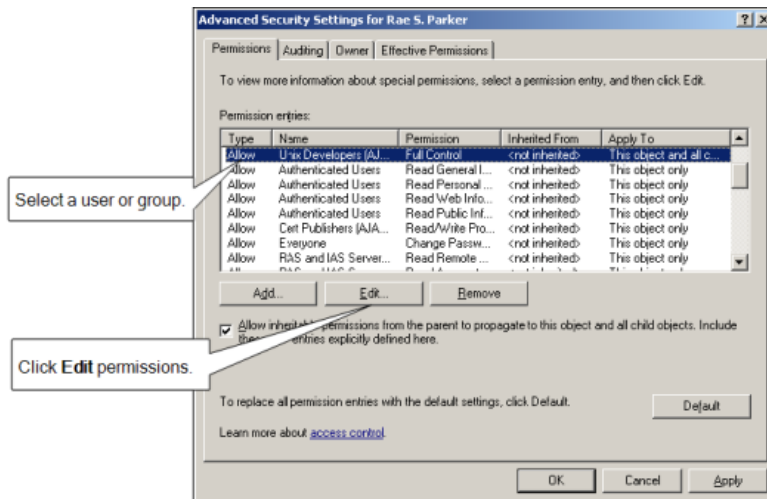 Advanced Security Settings for Rae S. Parker
Permissions Auditing Owner Effective Permissions
To view more information about special permissions, select a permission entry, and then click Edit.
Permission entries:
Type Name Permission Inherited From Apply To
Allow Unix Developers (AJ... Full Control <not inherited> This object and all c...
Allow Authenticated Users Read General I... <not inherited> This object only
Allow Authenticated Users Read Personal ... <not inherited> This object only
Select a user or group.
Allow Authenticated Users Read Web Info... <not inherited> This object only
Allow Authenticated Users Read Public Inf... <not inherited> This object only
Allow Cert Publishers (AJA... Read/Write Pro... <not inherited> This object only
Allow Everyone Change Passw... <not inherited> This object only
Allow RAS and IAS Server... Read Remote ... <not inherited> This object only
Add... Edit... Remove
Allow inheritable permissions from the parent to propagate to this object and all child objects. Include
entries explicitly defined here.
Click Edit permissions.
To replace all permission entries with the default settings, click Default.
Default
Learn more about access control.
OK Cancel Apply